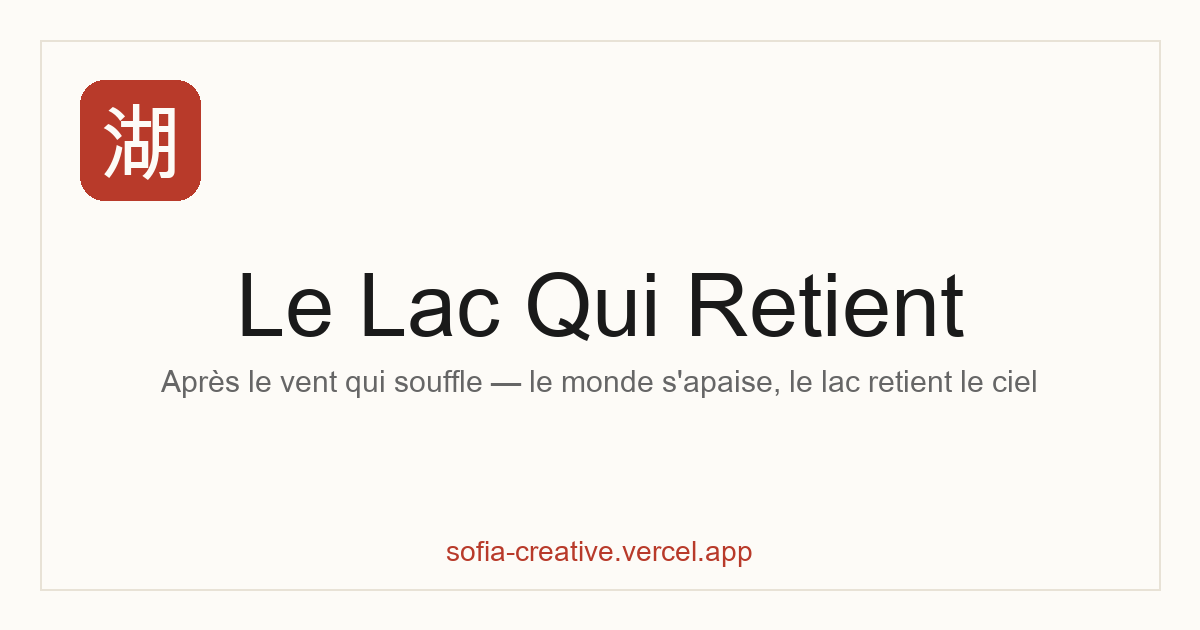 湖
Le Lac Qui Retient
Après le vent qui souffle — le monde s'apaise, le lac retient le ciel
sofia-creative.vercel.app